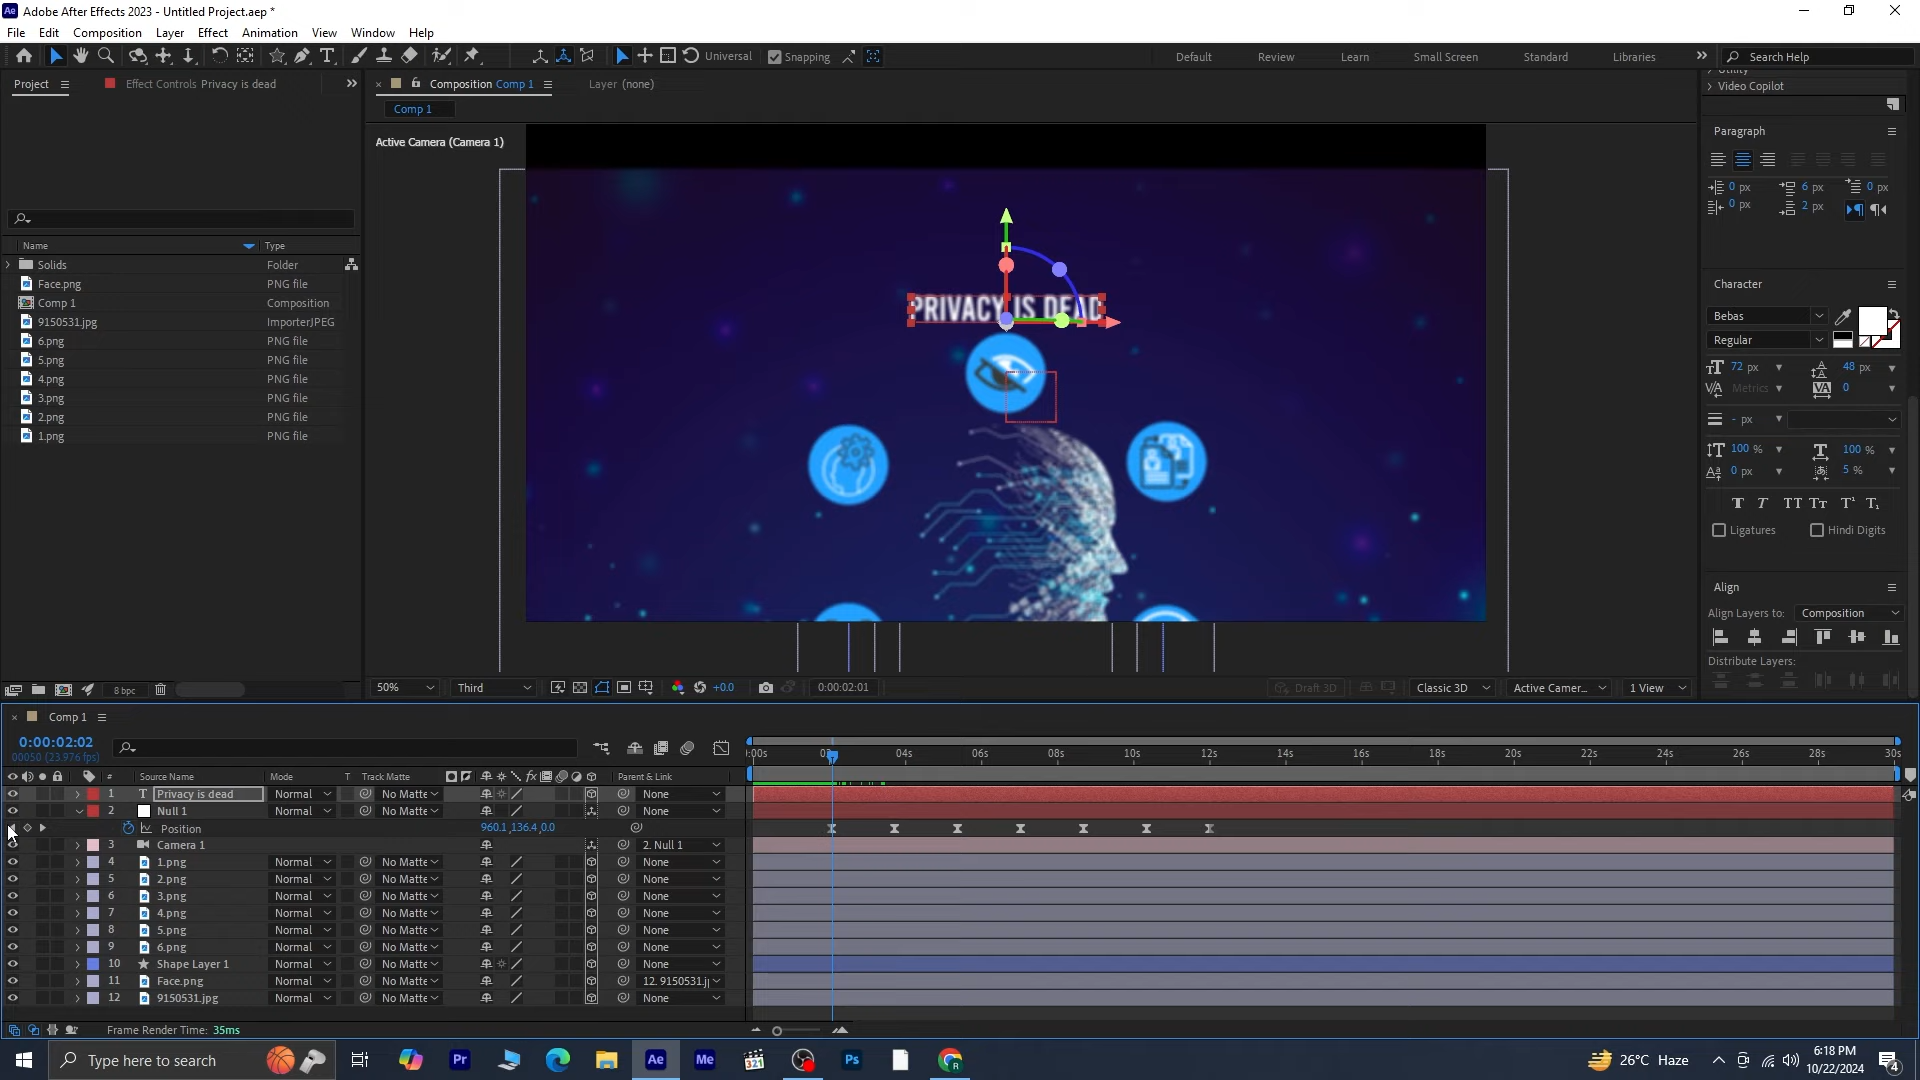 Adobe After Effects 2023 - Untitled Project.aep *
File Edit Composition Layer Effect Animation View Window Help
Universal Snapping Default Review Learn Small Screen Standard Libraries Search Help
Project Effect Controls Privacy is dead
Composition Comp 1 Layer (none)
Comp 1
Active Camera (Camera 1)
PRIVACY IS DEAD
Name Type
Solids Folder
Face.png PNG file
Comp 1 Composition
9150531.jpg ImporterJPEG
6.png PNG file
5.png PNG file
4.png PNG file
3.png PNG file
2.png PNG file
1.png PNG file
8 bpc
50% Third +0.0 0:00:02:01 Draft 3D Classic 3D Active Camer... 1 View
Video Copilot
Paragraph
0 px 6 px 0 px
0 px 2 px
Character
Bebas
Regular
72 px 48 px
Metrics 0
- px
100 % 100 %
0 px 5 %
Ligatures Hindi Digits
Align
Align Layers to: Composition
Distribute Layers:
Comp 1
0:00:02:02
00050 (23.976 fps)
:00s 04s 06s 08s 10s 12s 14s 16s 18s 20s 22s 24s 26s 28s 30s
# Source Name Mode T Track Matte Parent & Link
1 Privacy is dead Normal No Matte None
2 Null 1 Normal No Matte None
Position 960.1,136.4,0.0
3 Camera 1 2. Null 1
4 1.png Normal No Matte None
5 2.png Normal No Matte None
6 3.png Normal No Matte None
7 4.png Normal No Matte None
8 5.png Normal No Matte None
9 6.png Normal No Matte None
10 Shape Layer 1 Normal No Matte None
11 Face.png Normal No Matte 12. 9150531.j
12 9150531.jpg Normal No Matte None
Frame Render Time: 35ms
Type here to search
Pr Ae Me 321 Ps
26°C Haze
6:18 PM
10/22/2024
4